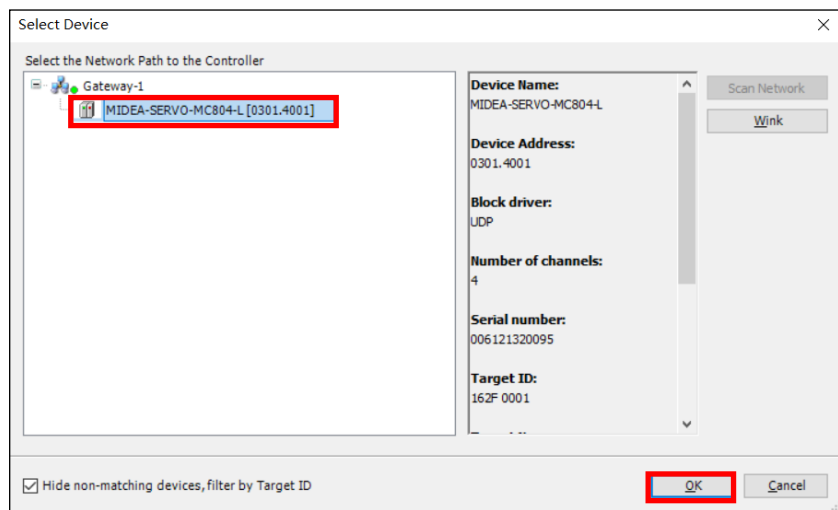 Select Device
Select the Network Path to the Controller
Gateway-1
MIDEA-SERVO-MC804-L [0301.4001]
Device Name:
MIDEA-SERVO-MC804-L
Device Address:
0301.4001
Block driver:
UDP
Number of channels:
4
Serial number:
006121320095
Target ID:
162F 0001
Scan Network
Wink
Hide non-matching devices, filter by Target ID
OK
Cancel